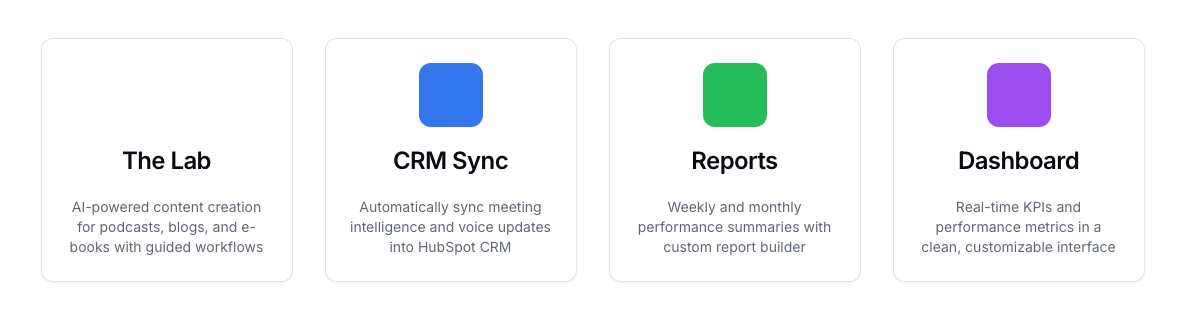 The Lab
AI-powered content creation
for podcasts, blogs, and e-
books with guided workflows
CRM Sync
Automatically sync meeting
intelligence and voice updates
into HubSpot CRM
Reports
Weekly and monthly
performance summaries with
custom report builder
Dashboard
Real-time KPIs and
performance metrics in a
clean, customizable interface